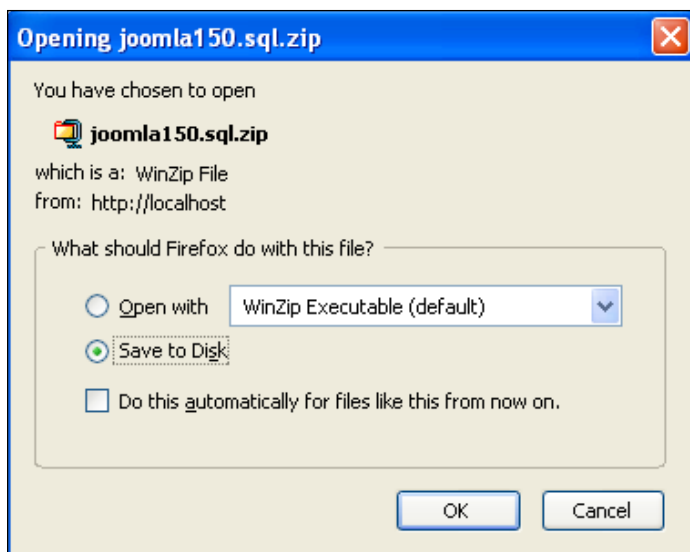 Opening joomla150.sql.zip
You have chosen to open
joomla150.sql.zip
which is a: WinZip File
from: http://localhost
What should Firefox do with this file?
Open with WinZip Executable (default)
Save to Disk
Do this automatically for files like this from now on.
OK Cancel